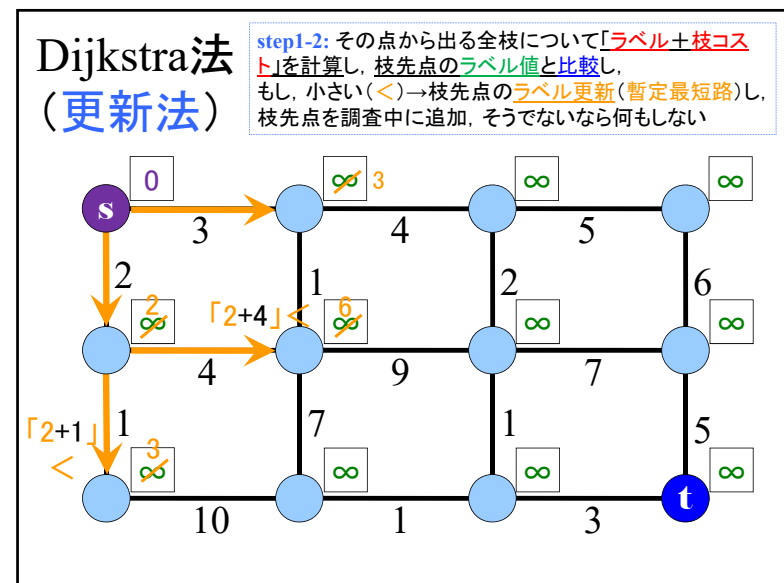 Dijkstra法
（更新法）
step1-2: その点から出る全枝について「ラベル＋枝コス
ト」を計算し，枝先点のラベル値と比較し，
もし，小さい（＜）→枝先点のラベル更新（暫定最短路）し，
枝先点を調査中に追加，そうでないなら何もしない
0 ∞ 3 ∞ ∞
s 3 4 5
2 1 2 6
2 ∞ 「2+4」＜ 6 ∞ ∞ ∞
4 9 7
「2+1」＜ 1 7 1 5
3 ∞ ∞ ∞ ∞
t
10 1 3